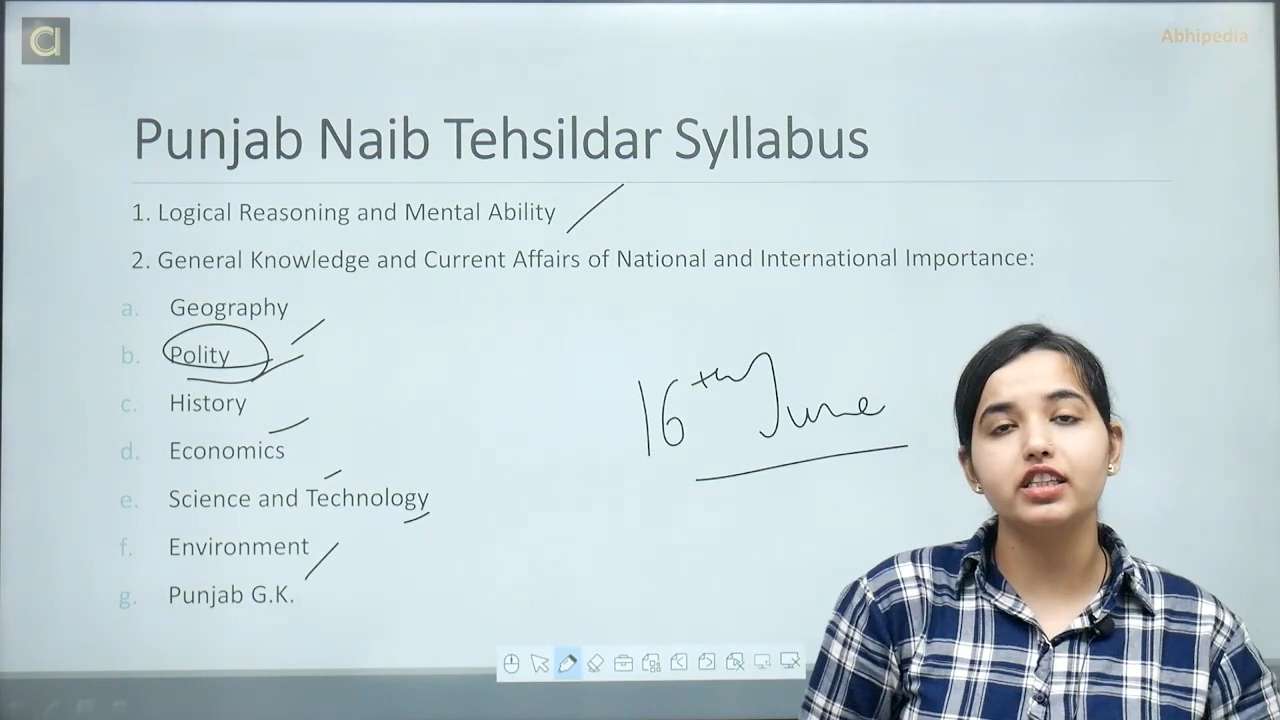 Abhipedia
Punjab Naib Tehsildar Syllabus
1. Logical Reasoning and Mental Ability
2. General Knowledge and Current Affairs of National and International Importance:
a. Geography
b. Polity
c. History
d. Economics
e. Science and Technology
f. Environment
g. Punjab G.K.
16th June